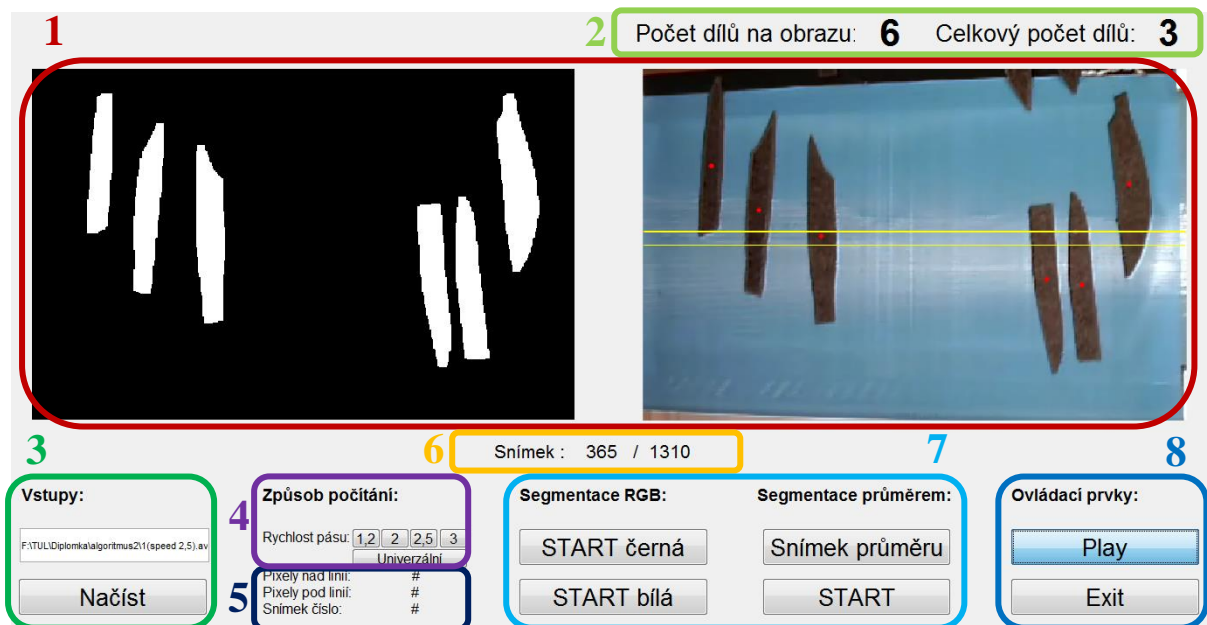 1
2 Počet dílů na obrazu: 6 Celkový počet dílů: 3
3
6 Snímek : 365 / 1310
7
8
Vstupy:
F:\TUL\Diplomka\algoritmus2\1(speed 2,5).av
Načíst
4
Způsob počítání:
Rychlost pásu: 1,2 2 2,5 3
Univerzální
5
Pixely nad linií: #
Pixely pod linií: #
Snímek číslo: #
Segmentace RGB:
START černá
START bílá
Segmentace průměrem:
Snímek průměru
START
Ovládací prvky:
Play
Exit